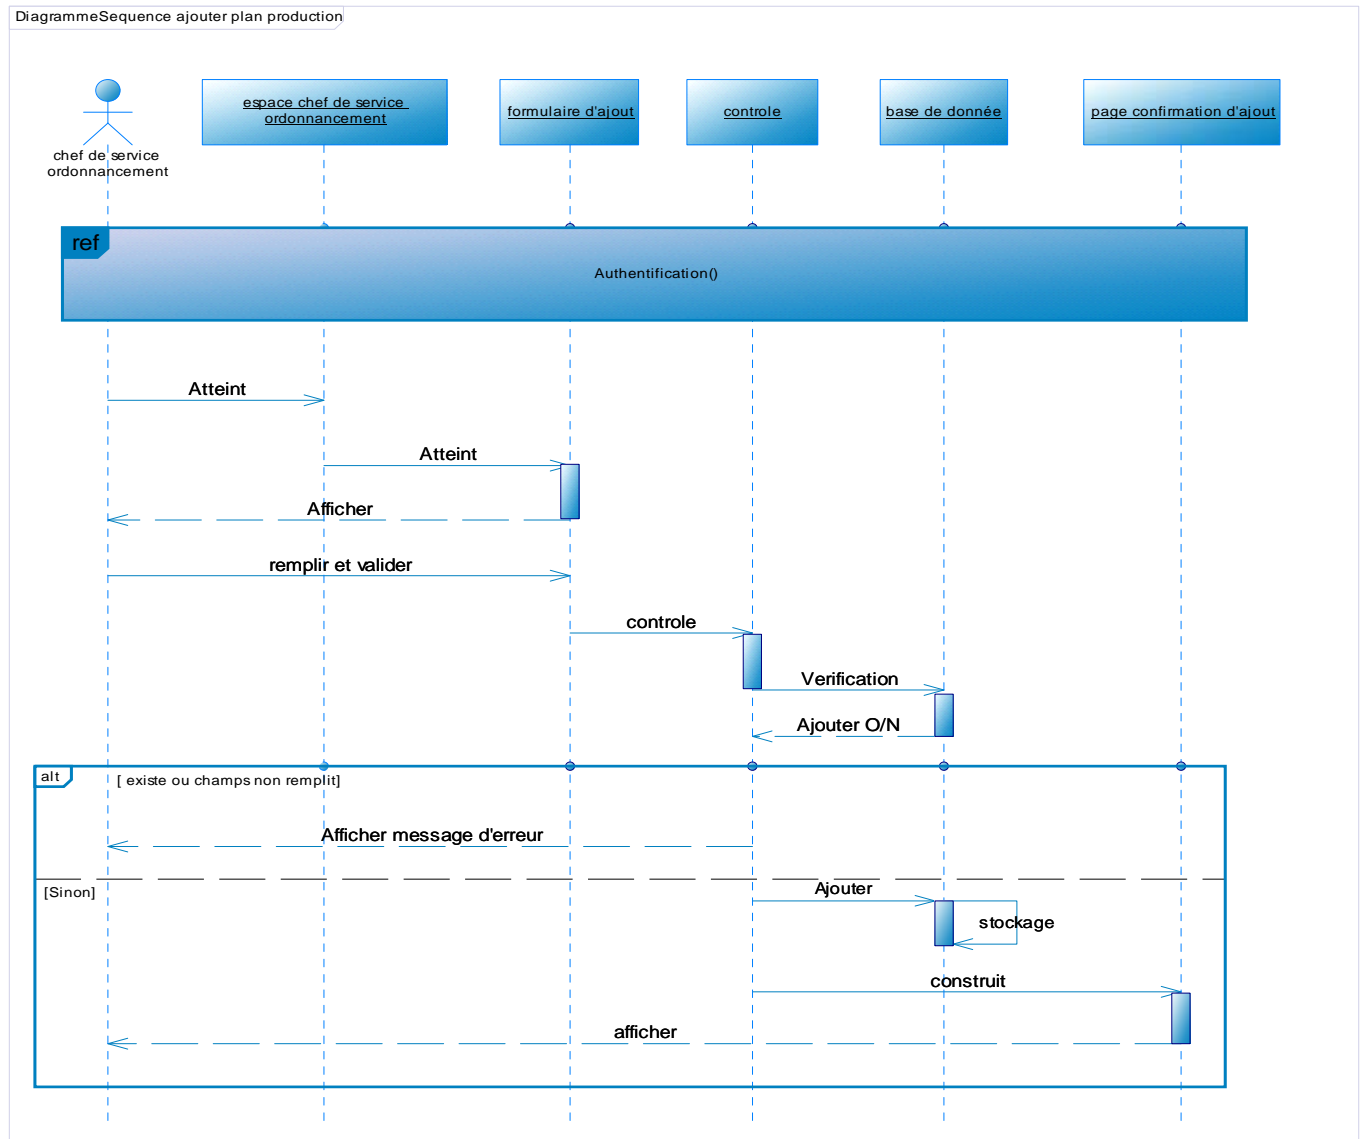 DiagrammeSequence ajouter plan production
chef de service
ordonnancement
espace chef de service
ordonnancement
formulaire d'ajout
controle
base de donnée
page confirmation d'ajout
ref
Authentification()
Atteint
Atteint
Afficher
remplir et valider
controle
Verification
Ajouter O/N
alt
[ existe ou champs non remplit]
Afficher message d'erreur
[Sinon]
Ajouter
stockage
construit
afficher